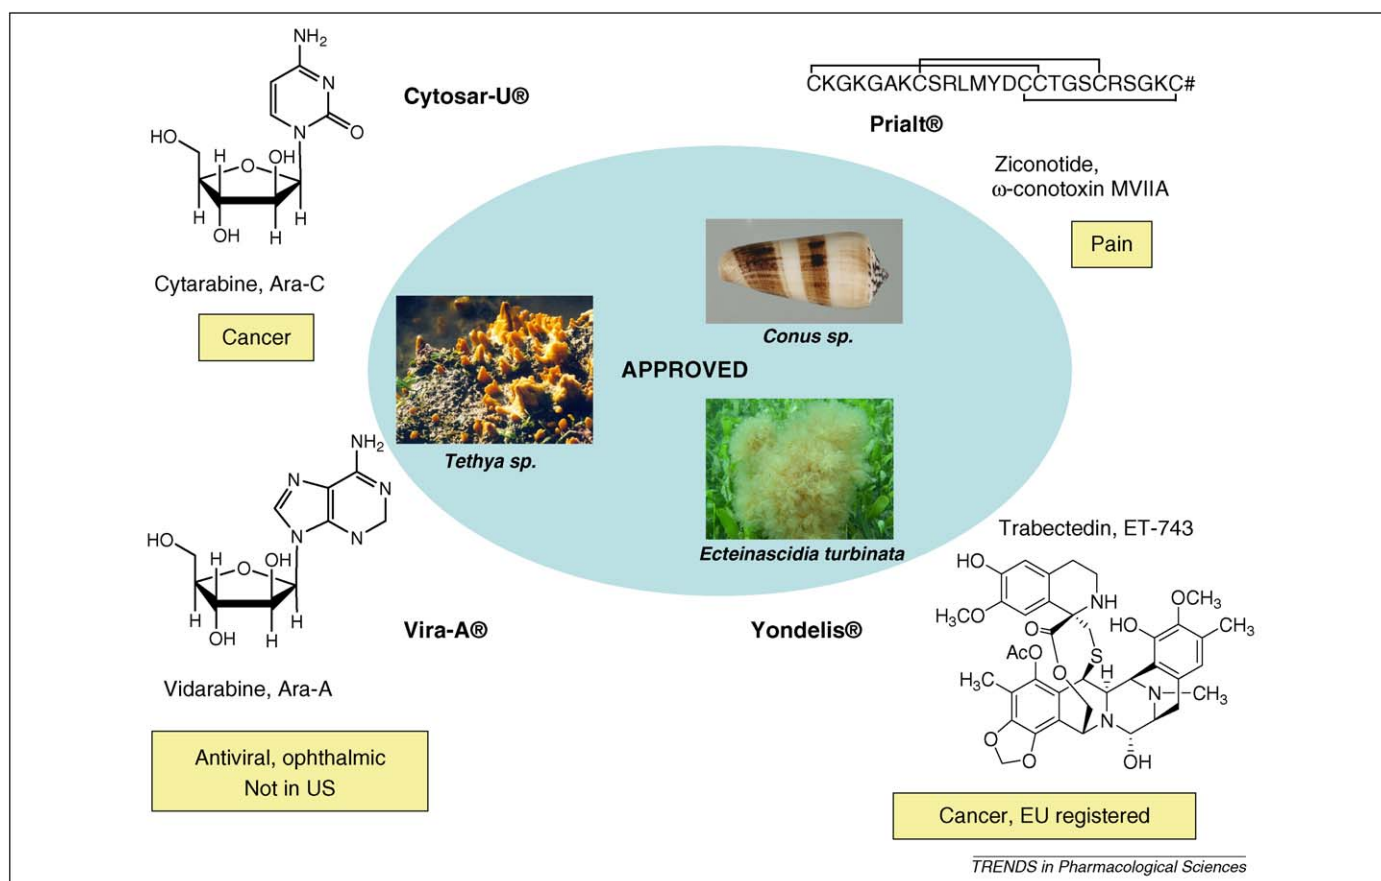 NH2
N
N
O
HO
H
O
OH
H
H
OH
H
Cytosar-U®
Cytarabine, Ara-C
Cancer
CKGKGAKCSRLMYDCCTGSCRSGKC#
Prialt®
Ziconotide,
ω-conotoxin MVIIA
Pain
Conus sp.
APPROVED
Tethya sp.
Ecteinascidia turbinata
NH2
N
N
N
N
HO
H
O
OH
H
H
OH
H
Vira-A®
Vidarabine, Ara-A
Antiviral, ophthalmic
Not in US
Yondelis®
Trabectedin, ET-743
HO
H3CO
NH
O
AcO
S
H
HO
OCH3
CH3
H3C
O
N
N
CH3
O
O
OH
Cancer, EU registered
TRENDS in Pharmacological Sciences